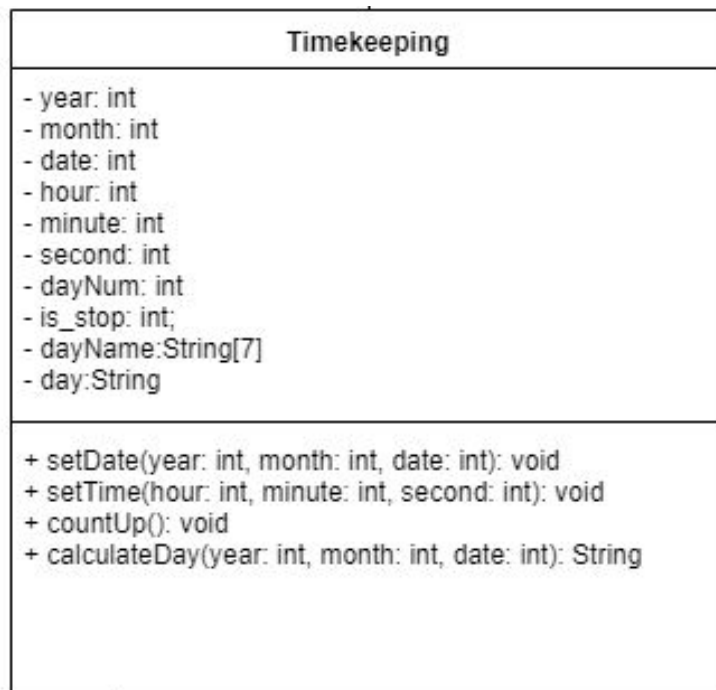 Timekeeping
- year: int
- month: int
- date: int
- hour: int
- minute: int
- second: int
- dayNum: int
- is_stop: int;
- dayName:String[7]
- day:String
+ setDate(year: int, month: int, date: int): void
+ setTime(hour: int, minute: int, second: int): void
+ countUp(): void
+ calculateDay(year: int, month: int, date: int): String